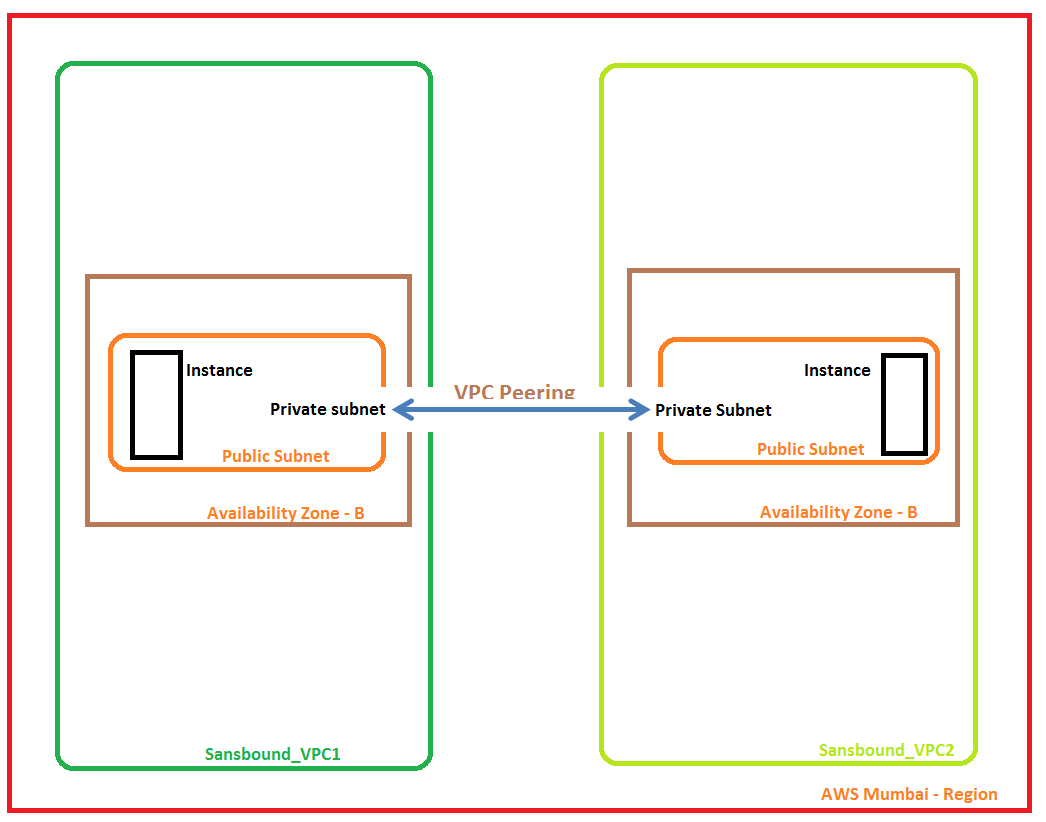 Instance
Private subnet
Public Subnet
Availability Zone - B
Sansbound_VPC1
VPC Peering
Instance
Private Subnet
Public Subnet
Availability Zone - B
Sansbound_VPC2
AWS Mumbai - Region